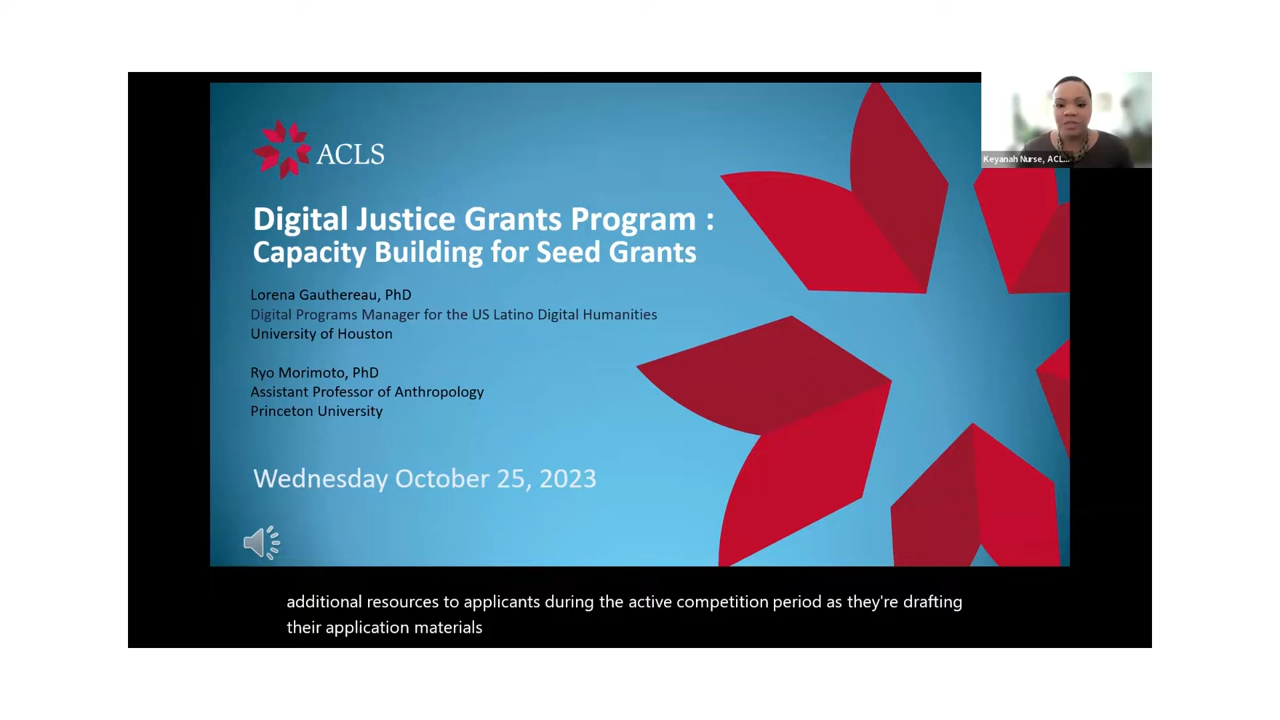 ACLS
Digital Justice Grants Program :
Capacity Building for Seed Grants
Lorena Gauthereau, PhD
Digital Programs Manager for the US Latino Digital Humanities
University of Houston
Ryo Morimoto, PhD
Assistant Professor of Anthropology
Princeton University
Wednesday October 25, 2023
Keyanah Nurse, ACL...
additional resources to applicants during the active competition period as they're drafting
their application materials